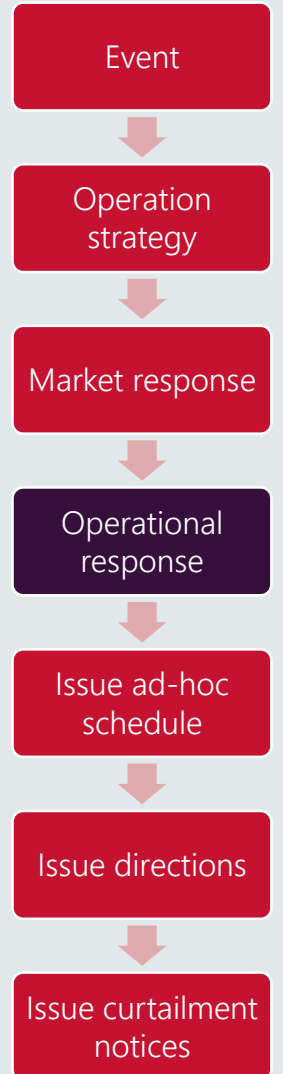 Event
Operation
strategy
Market response
Operational
response
Issue ad-hoc
schedule
Issue directions
Issue curtailment
notices